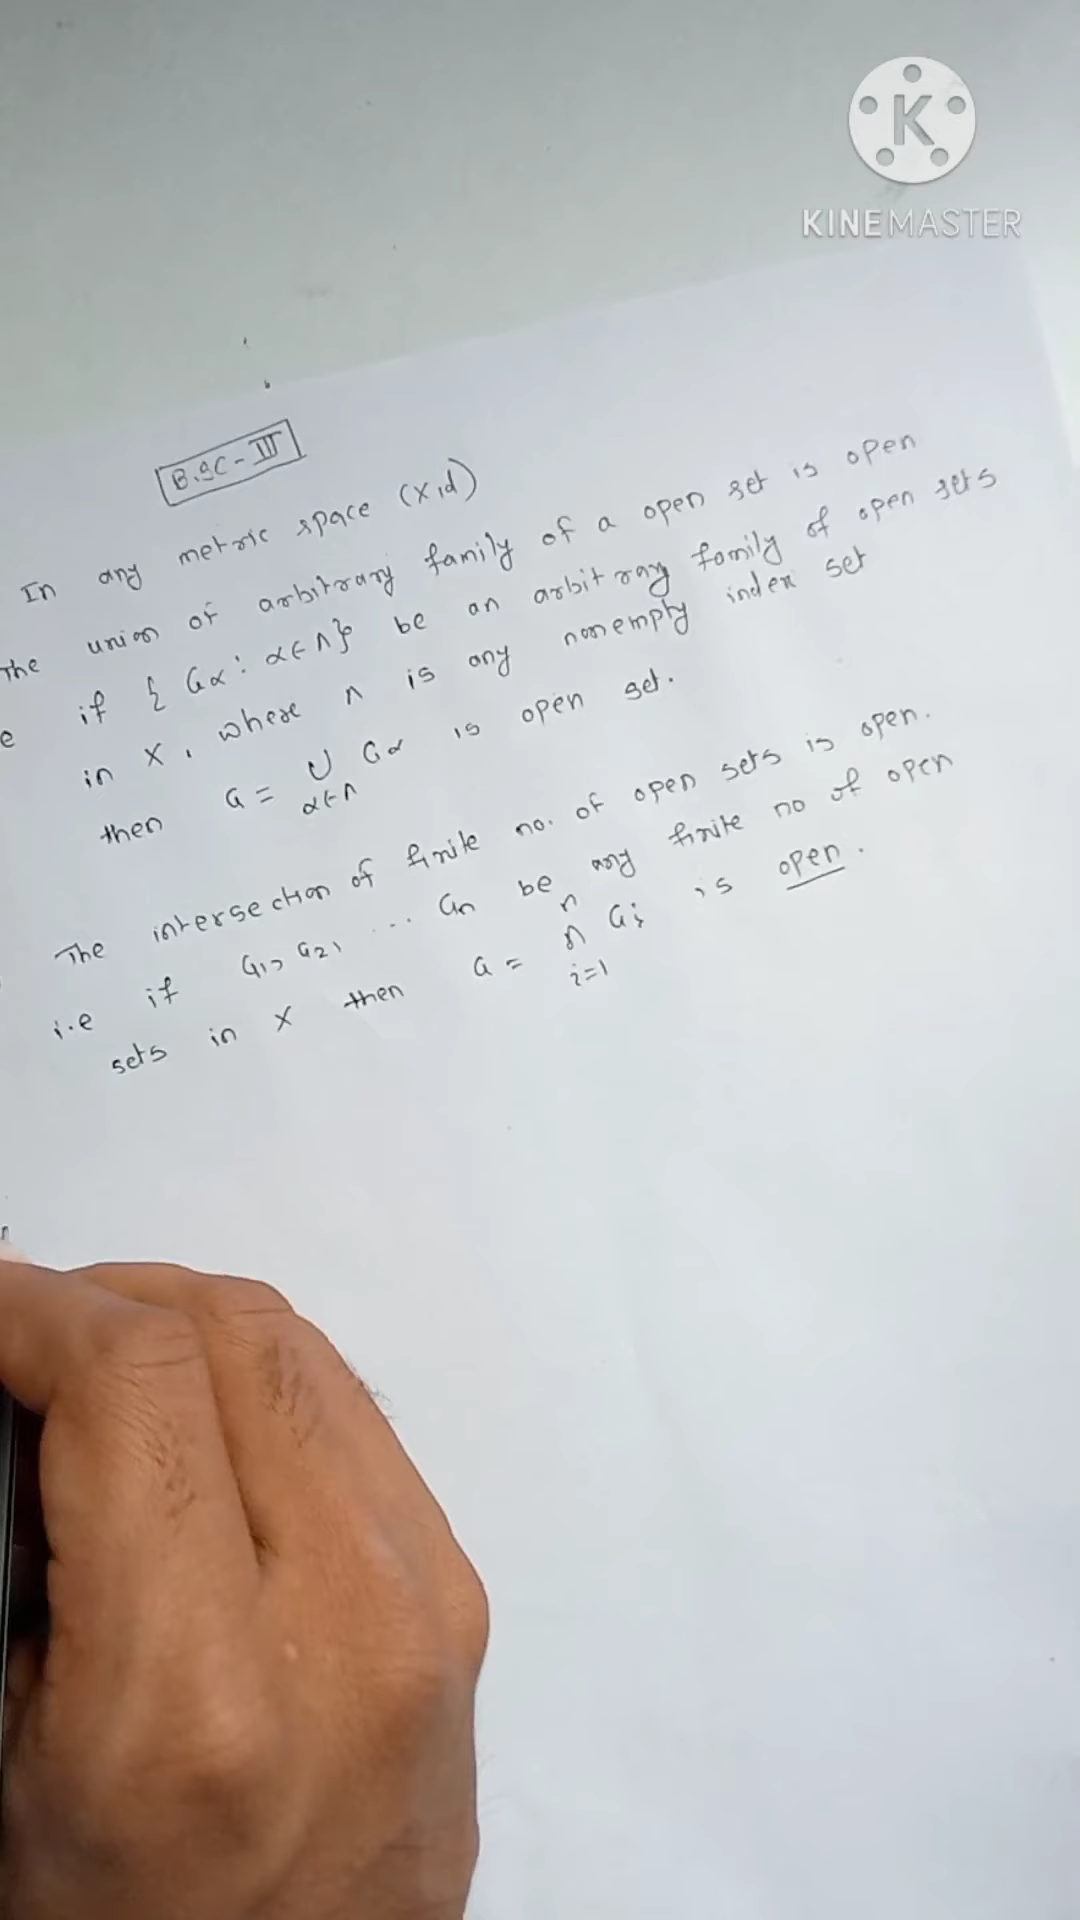 K
KINEMASTER
B.SC-III
In any metric space (X,d)
The union of arbitrary family of a open set is open
e if { Gα : α∈Λ} be an arbitrary family of open sets
in X, where Λ is any nonempty index set
then G = ∪ Gα is open set.
α∈Λ
The intersection of finite no. of open sets is open.
i.e if G1, G2, ... Gn be any finite no of open
sets in X then G = n∩i=1 Gi is open.